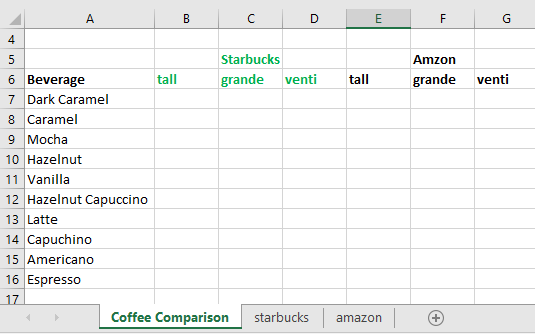 A B C D E F G
4
5 Starbucks Amzon
6 Beverage tall grande venti tall grande venti
7 Dark Caramel
8 Caramel
9 Mocha
10 Hazelnut
11 Vanilla
12 Hazelnut Capuccino
13 Latte
14 Capuchino
15 Americano
16 Espresso
17
Coffee Comparison starbucks amazon